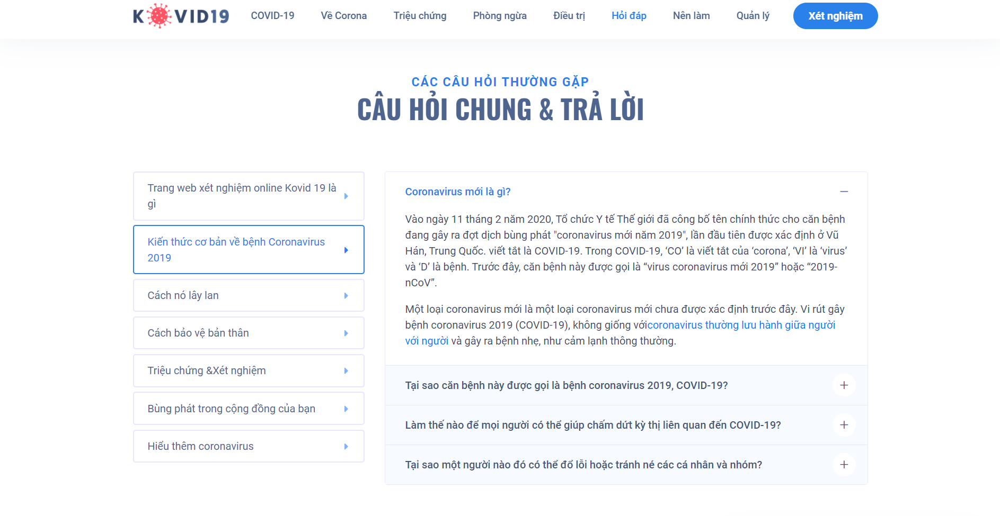 KOVID19 COVID-19 Về Corona Triệu chứng Phòng ngừa Điều trị Hỏi đáp Nên làm Quản lý Xét nghiệm
CÁC CÂU HỎI THƯỜNG GẶP
CÂU HỎI CHUNG & TRẢ LỜI
Trang web xét nghiệm online Kovid 19 là
gì
Kiến thức cơ bản về bệnh Coronavirus
2019
Cách nó lây lan
Cách bảo vệ bản thân
Triệu chứng &Xét nghiệm
Bùng phát trong cộng đồng của bạn
Hiểu thêm coronavirus
Coronavirus mới là gì?
Vào ngày 11 tháng 2 năm 2020, Tổ chức Y tế Thế giới đã công bố tên chính thức cho căn bệnh
đang gây ra đợt dịch bùng phát "coronavirus mới năm 2019", lần đầu tiên được xác định ở Vũ
Hán, Trung Quốc. viết tắt là COVID-19. Trong COVID-19, ‘CO’ là viết tắt của ‘corona’, ‘VI’ là ‘virus’
và ‘D’ là bệnh. Trước đây, căn bệnh này được gọi là “virus coronavirus mới 2019” hoặc “2019-
nCoV”.
Một loại coronavirus mới là một loại coronavirus mới chưa được xác định trước đây. Vi rút gây
bệnh coronavirus 2019 (COVID-19), không giống vớicoronavirus thường lưu hành giữa người
với người và gây ra bệnh nhẹ, như cảm lạnh thông thường.
Tại sao căn bệnh này được gọi là bệnh coronavirus 2019, COVID-19?
Làm thế nào để mọi người có thể giúp chấm dứt kỳ thị liên quan đến COVID-19?
Tại sao một người nào đó có thể đổ lỗi hoặc tránh né các cá nhân và nhóm?